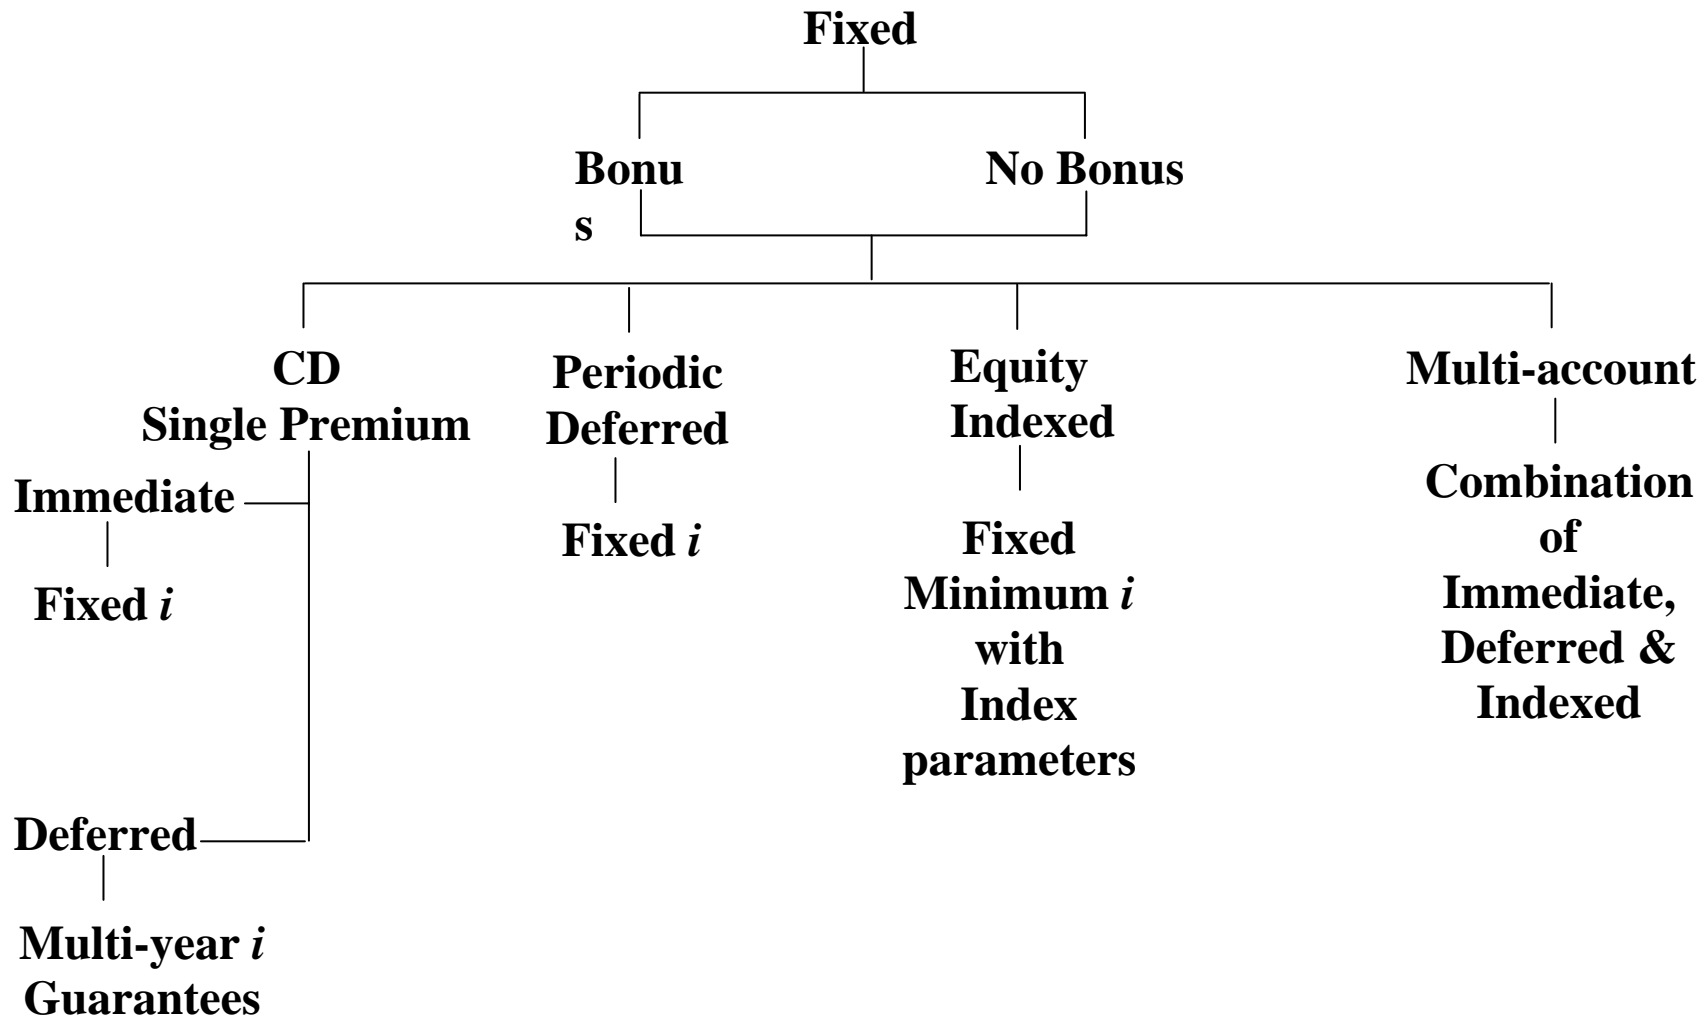 Fixed
Bonu
s
No Bonus
CD
Single Premium
Immediate
Fixed i
Deferred
Multi-year i
Guarantees
Periodic
Deferred
Fixed i
Equity
Indexed
Fixed
Minimum i
with
Index
parameters
Multi-account
Combination
of
Immediate,
Deferred &
Indexed